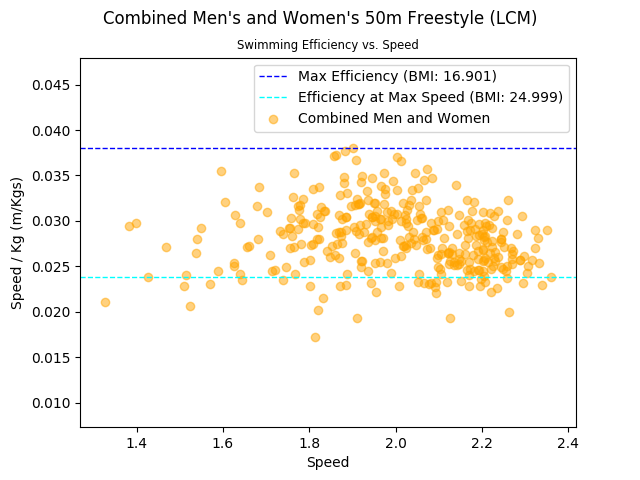 Combined Men's and Women's 50m Freestyle (LCM)
Swimming Efficiency vs. Speed
Max Efficiency (BMI: 16.901)
Efficiency at Max Speed (BMI: 24.999)
Combined Men and Women
Speed / Kg (m/Kgs)
0.045
0.040
0.035
0.030
0.025
0.020
0.015
0.010
1.4 1.6 1.8 2.0 2.2 2.4
Speed